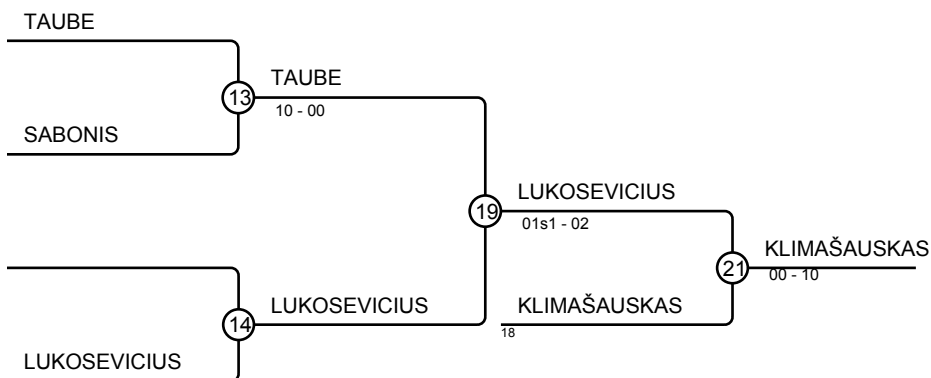 TAUBE
13
TAUBE
10 - 00
SABONIS
19
LUKOSEVICIUS
01s1 - 02
21
KLIMAŠAUSKAS
00 - 10
14
LUKOSEVICIUS
KLIMAŠAUSKAS
18
LUKOSEVICIUS